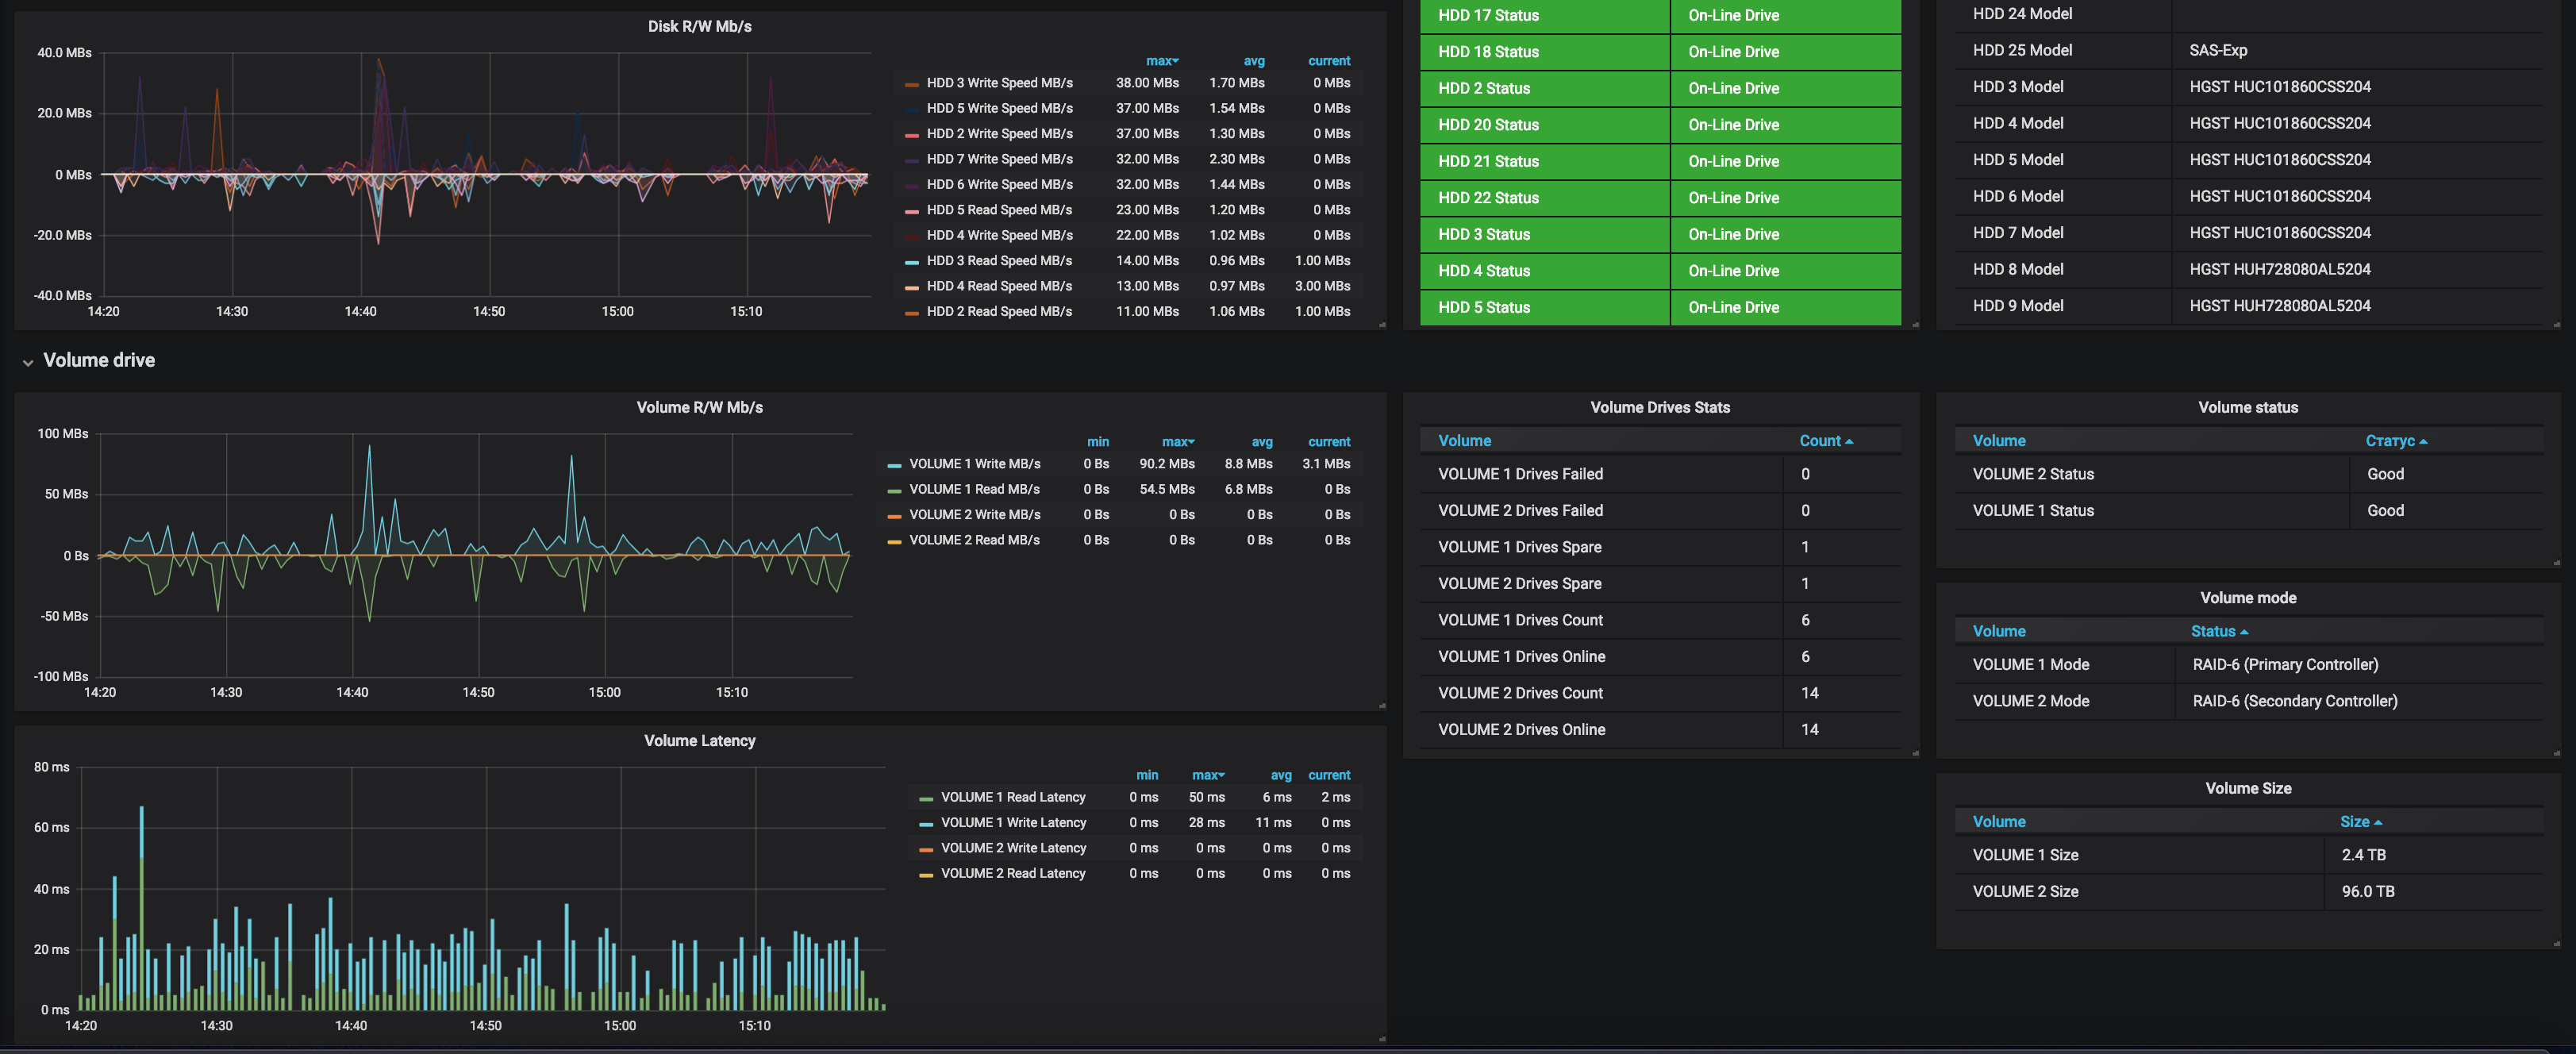 Disk R/W Mb/s
40.0 MBs
20.0 MBs
0 MBs
-20.0 MBs
-40.0 MBs
14:20 14:30 14:40 14:50 15:00 15:10
max avg current
HDD 3 Write Speed MB/s 38.00 MBs 1.70 MBs 0 MBs
HDD 5 Write Speed MB/s 37.00 MBs 1.54 MBs 0 MBs
HDD 2 Write Speed MB/s 37.00 MBs 1.30 MBs 0 MBs
HDD 7 Write Speed MB/s 32.00 MBs 2.30 MBs 0 MBs
HDD 6 Write Speed MB/s 32.00 MBs 1.44 MBs 0 MBs
HDD 5 Read Speed MB/s 23.00 MBs 1.20 MBs 0 MBs
HDD 4 Write Speed MB/s 22.00 MBs 1.02 MBs 0 MBs
HDD 3 Read Speed MB/s 14.00 MBs 0.96 MBs 1.00 MBs
HDD 4 Read Speed MB/s 13.00 MBs 0.97 MBs 3.00 MBs
HDD 2 Read Speed MB/s 11.00 MBs 1.06 MBs 1.00 MBs
HDD 17 Status On-Line Drive
HDD 18 Status On-Line Drive
HDD 2 Status On-Line Drive
HDD 20 Status On-Line Drive
HDD 21 Status On-Line Drive
HDD 22 Status On-Line Drive
HDD 3 Status On-Line Drive
HDD 4 Status On-Line Drive
HDD 5 Status On-Line Drive
HDD 24 Model
HDD 25 Model SAS-Exp
HDD 3 Model HGST HUC101860CSS204
HDD 4 Model HGST HUC101860CSS204
HDD 5 Model HGST HUC101860CSS204
HDD 6 Model HGST HUC101860CSS204
HDD 7 Model HGST HUC101860CSS204
HDD 8 Model HGST HUH728080AL5204
HDD 9 Model HGST HUH728080AL5204
Volume drive
Volume R/W Mb/s
100 MBs
50 MBs
0 Bs
-50 MBs
-100 MBs
14:20 14:30 14:40 14:50 15:00 15:10
min max avg current
VOLUME 1 Write MB/s 0 Bs 90.2 MBs 8.8 MBs 3.1 MBs
VOLUME 1 Read MB/s 0 Bs 54.5 MBs 6.8 MBs 0 Bs
VOLUME 2 Write MB/s 0 Bs 0 Bs 0 Bs 0 Bs
VOLUME 2 Read MB/s 0 Bs 0 Bs 0 Bs 0 Bs
Volume Drives Stats
Volume Count
VOLUME 1 Drives Failed 0
VOLUME 2 Drives Failed 0
VOLUME 1 Drives Spare 1
VOLUME 2 Drives Spare 1
VOLUME 1 Drives Count 6
VOLUME 1 Drives Online 6
VOLUME 2 Drives Count 14
VOLUME 2 Drives Online 14
Volume status
Volume Статус
VOLUME 2 Status Good
VOLUME 1 Status Good
Volume mode
Volume Status
VOLUME 1 Mode RAID-6 (Primary Controller)
VOLUME 2 Mode RAID-6 (Secondary Controller)
Volume Size
Volume Size
VOLUME 1 Size 2.4 TB
VOLUME 2 Size 96.0 TB
Volume Latency
80 ms
60 ms
40 ms
20 ms
0 ms
14:20 14:30 14:40 14:50 15:00 15:10
min max avg current
VOLUME 1 Read Latency 0 ms 50 ms 6 ms 2 ms
VOLUME 1 Write Latency 0 ms 28 ms 11 ms 0 ms
VOLUME 2 Write Latency 0 ms 0 ms 0 ms 0 ms
VOLUME 2 Read Latency 0 ms 0 ms 0 ms 0 ms